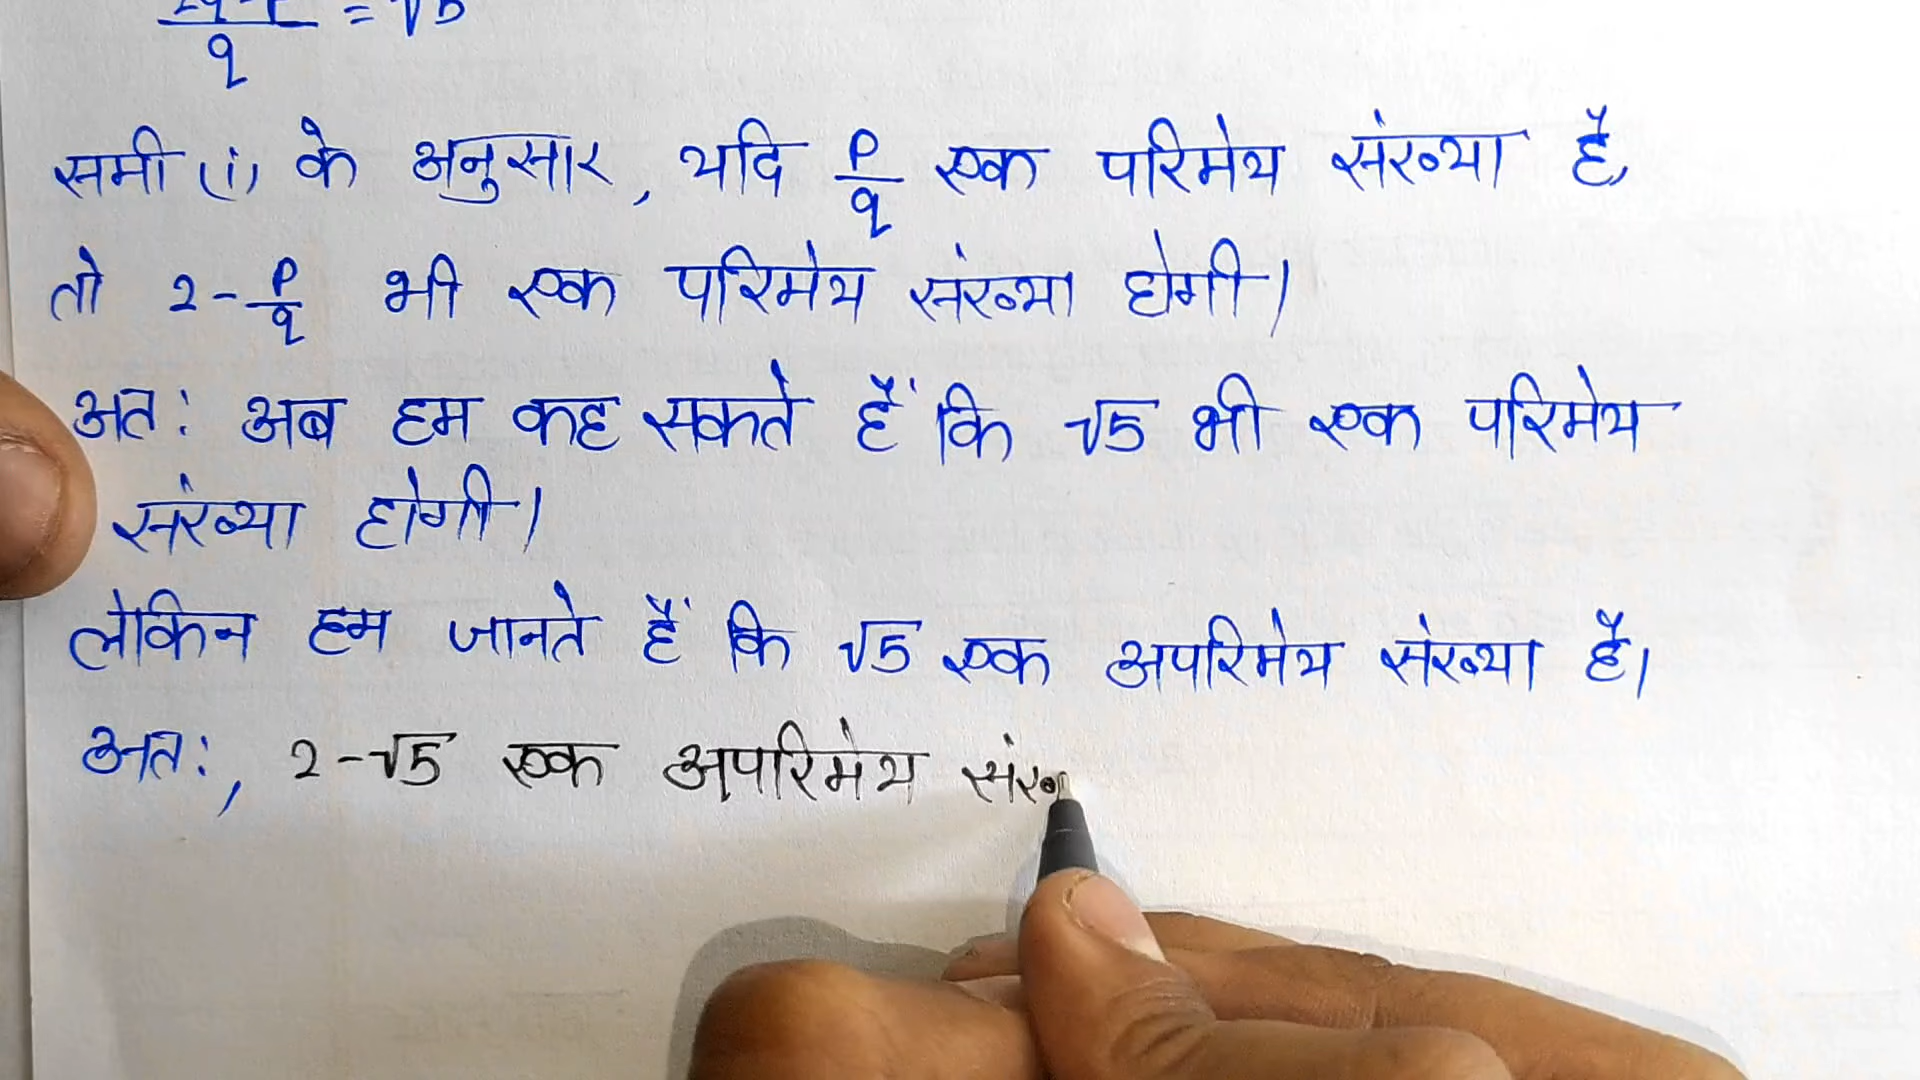 q
समी (i) के अनुसार, यदि p/q एक परिमेय संख्या है,
तो 2-p/q भी एक परिमेय संख्या होगी।
अत: अब हम कह सकते हैं कि √5 भी एक परिमेय
संख्या होगी।
लेकिन हम जानते हैं कि √5 एक अपरिमेय संख्या है।
अत:, 2-√5 एक अपरिमेय